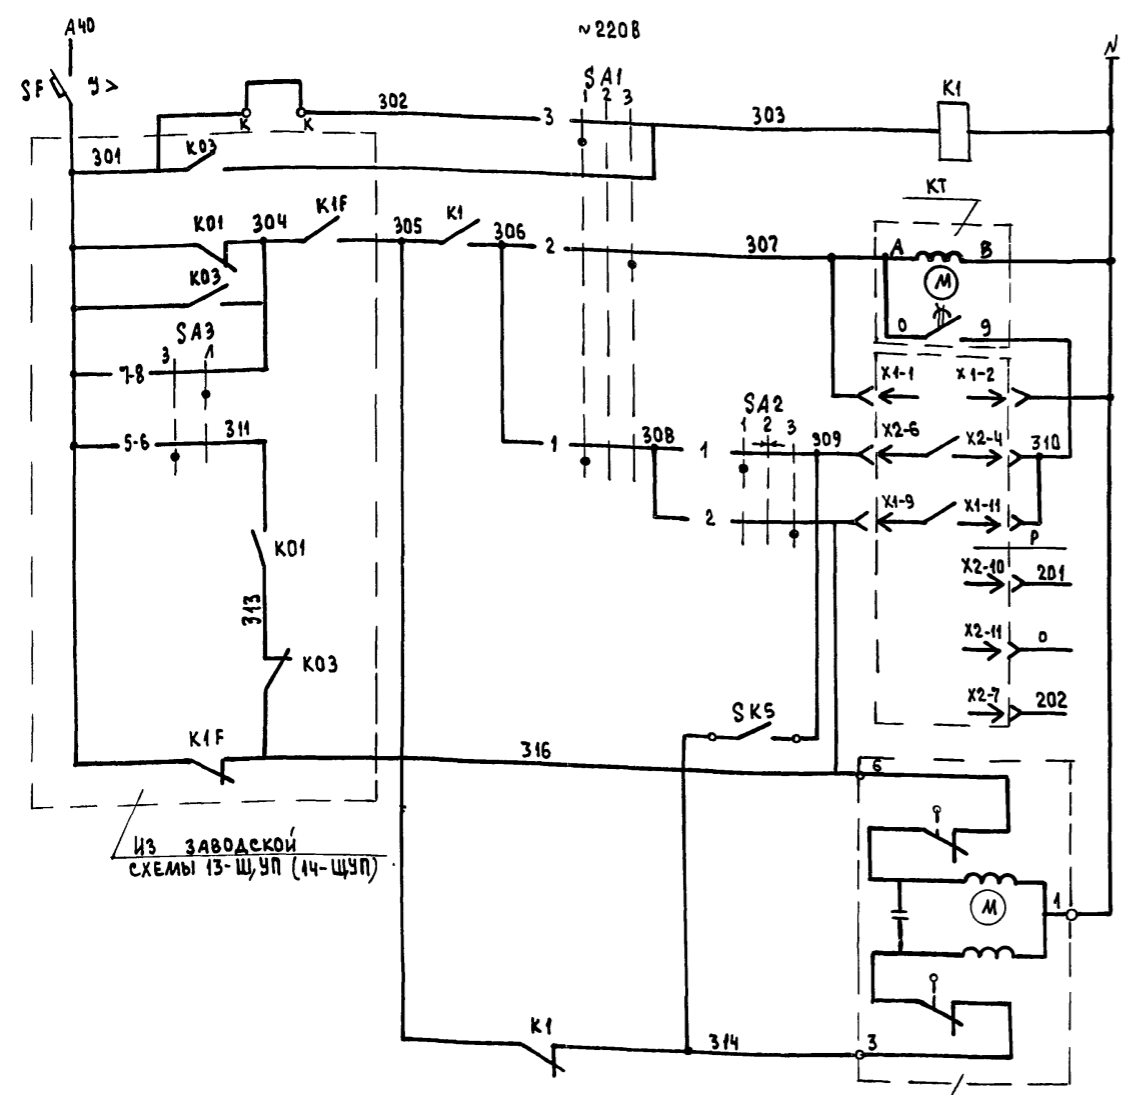 А40
~220В
N
SF
У>
SA1
1 2 3
K1
302
3
303
K K
301
K03
KT
K01
304
K1F
305
K1
306
2
307
A
B
M
K03
0
9
SA3
3 1
7-8
X1-1
X1-2
SA2
5-6
311
1
308
1
1 2 3
309
X2-6
X2-4
310
2
X1-9
X1-11
P
K01
X2-10
201
313
X2-11
0
K03
X2-7
202
SK5
K1F
316
6
ИЗ ЗАВОДСКОЙ
СХЕМЫ 13-ЩУП (14-ЩУП)
M
1
K1
314
3